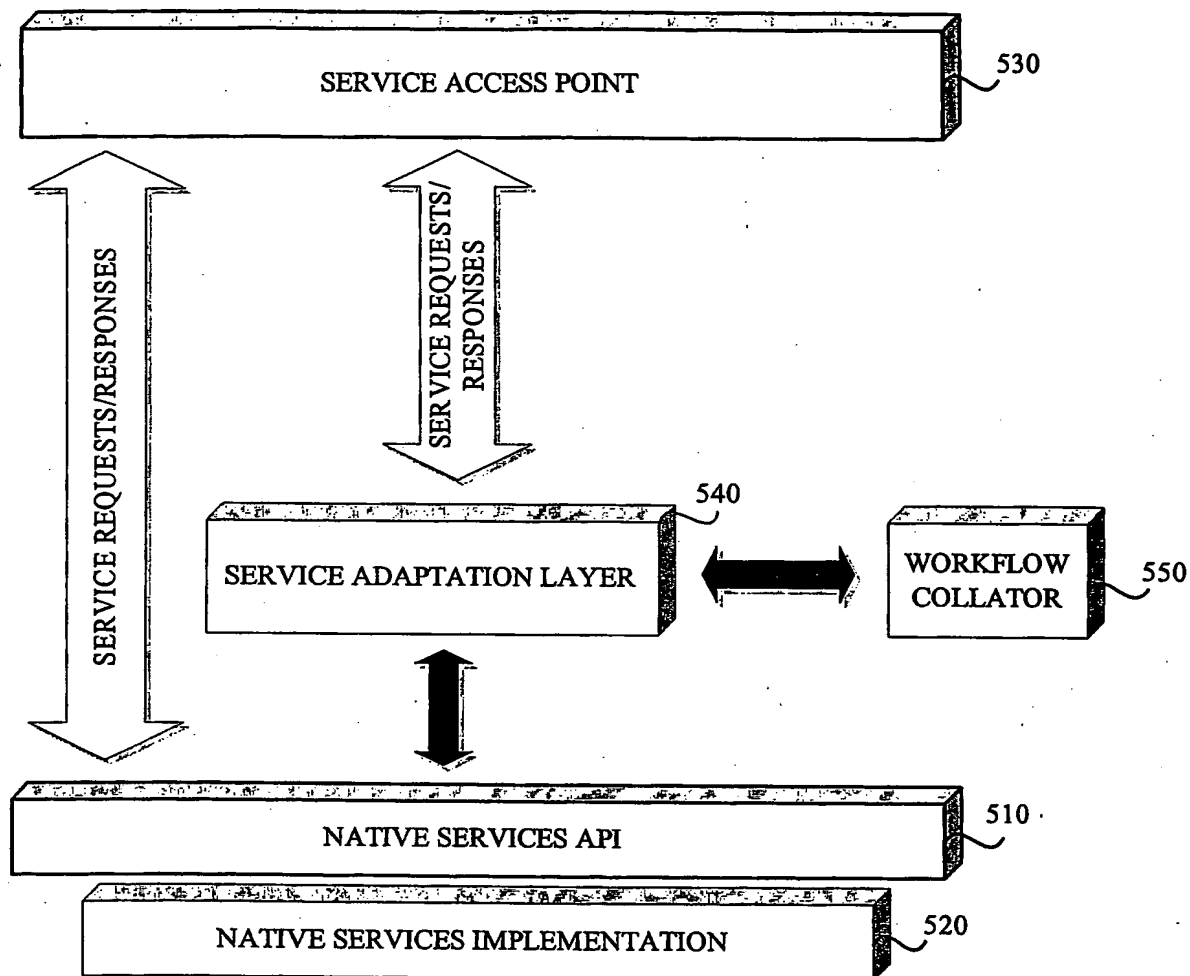 SERVICE ACCESS POINT
530
SERVICE REQUESTS/RESPONSES
SERVICE REQUESTS/
RESPONSES
540
SERVICE ADAPTATION LAYER
WORKFLOW
COLLATOR
550
510
NATIVE SERVICES API
520
NATIVE SERVICES IMPLEMENTATION